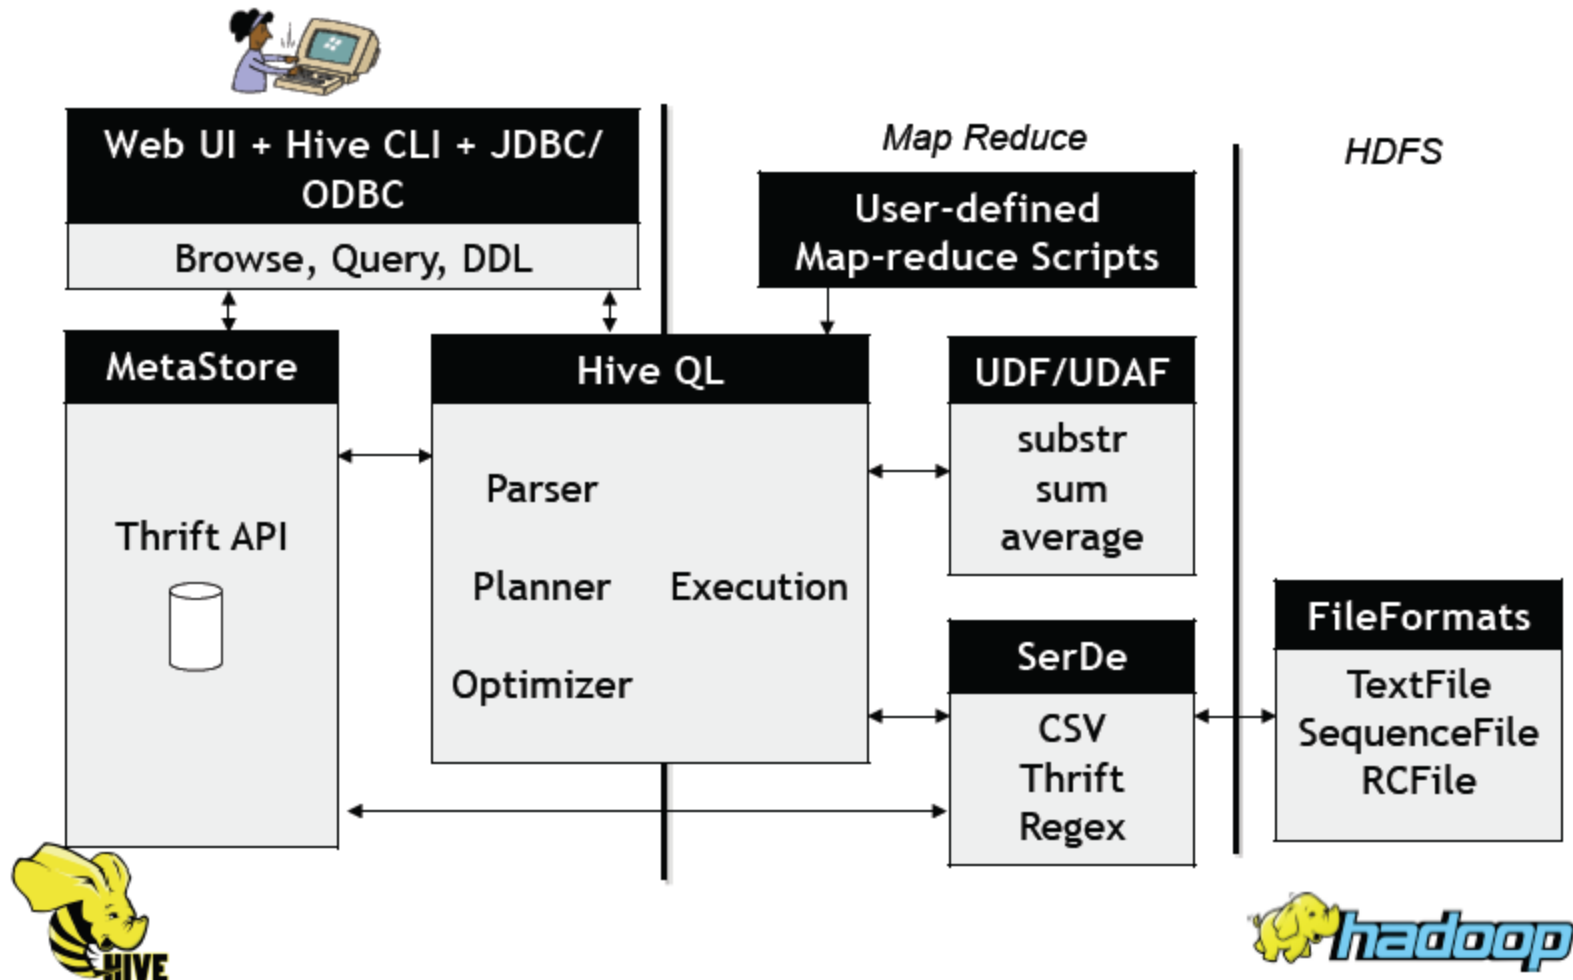 Web UI + Hive CLI + JDBC/
ODBC
Browse, Query, DDL
Map Reduce
HDFS
User-defined
Map-reduce Scripts
MetaStore
Thrift API
Hive QL
Parser
Planner
Execution
Optimizer
UDF/UDAF
substr
sum
average
SerDe
CSV
Thrift
Regex
FileFormats
TextFile
SequenceFile
RCFile
HIVE
hadoop